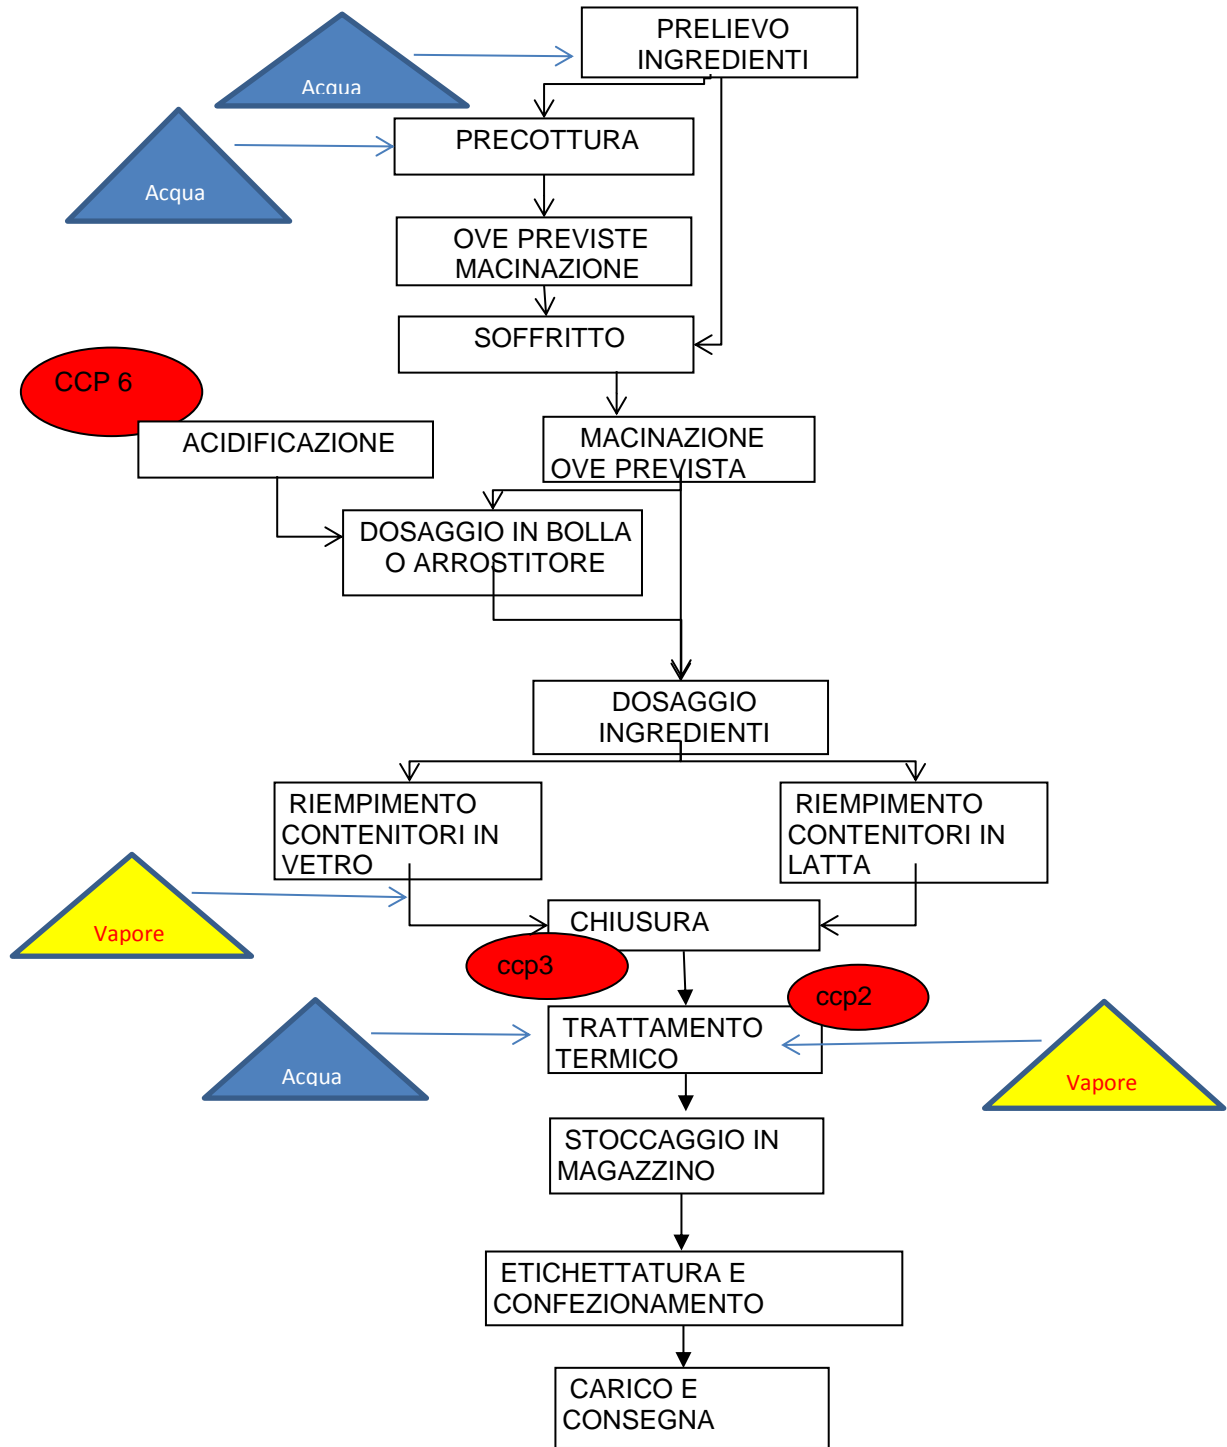 PRELIEVO
INGREDIENTI
Acqua
PRECOTTURA
Acqua
OVE PREVISTE
MACINAZIONE
SOFFRITTO
CCP 6
ACIDIFICAZIONE
MACINAZIONE
OVE PREVISTA
DOSAGGIO IN BOLLA
O ARROSTITORE
DOSAGGIO
INGREDIENTI
RIEMPIMENTO
CONTENITORI IN
VETRO
RIEMPIMENTO
CONTENITORI IN
LATTA
Vapore
CHIUSURA
ccp3
ccp2
TRATTAMENTO
TERMICO
Acqua
Vapore
STOCCAGGIO IN
MAGAZZINO
ETICHETTATURA E
CONFEZIONAMENTO
CARICO E
CONSEGNA